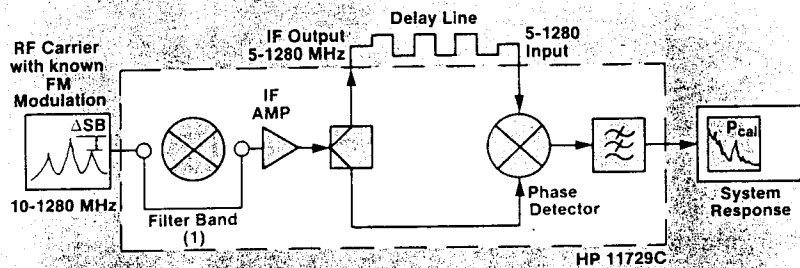 RF Carrier
with known
FM
Modulation
ΔSB
10-1280 MHz
Filter Band
(1)
IF
AMP
IF Output
5-1280 MHz
Delay Line
5-1280
Input
Phase
Detector
Pcal
System
Response
HP 11729C